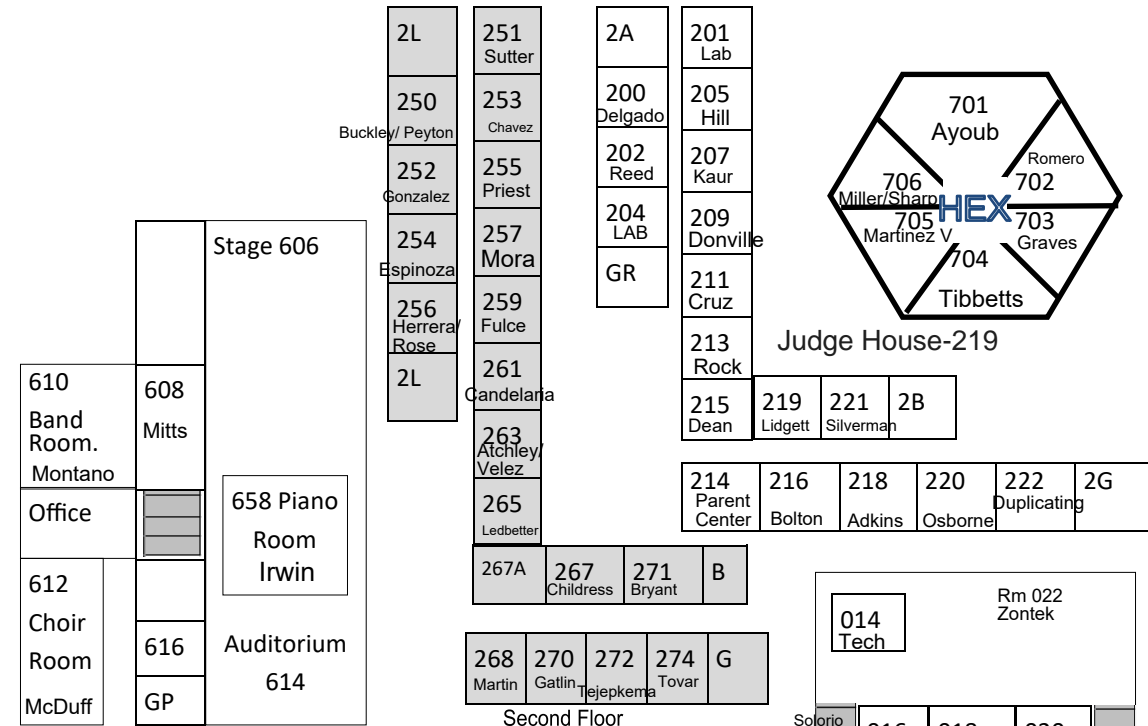 2L
250
Buckley/ Peyton
252
Gonzalez
254
Espinoza
256
Herrera/
Rose
2L
251
Sutter
253
Chavez
255
Priest
257
Mora
259
Fulce
261
Candelaria
263
Atchley/
Velez
265
Ledbetter
267A
267
Childress
271
Bryant
B
268
Martin
270
Gatlin
272
Tejepkema
274
Tovar
G
Second Floor
2A
200
Delgado
202
Reed
204
LAB
GR
201
Lab
205
Hill
207
Kaur
209
Donville
211
Cruz
213
Rock
215
Dean
219
Lidgett
221
Silverman
2B
214
Parent
Center
216
Bolton
218
Adkins
220
Osborne
222
Duplicating
2G
701
Ayoub
Romero
702
706
Miller/Sharp
HEX
705
Martinez V
703
Graves
704
Tibbetts
Judge House-219
Stage 606
610
Band
Room.
Montano
608
Mitts
Office
658 Piano
Room
Irwin
612
Choir
Room
McDuff
616
GP
Auditorium
614
014
Tech
Rm 022
Zontek
Solorio